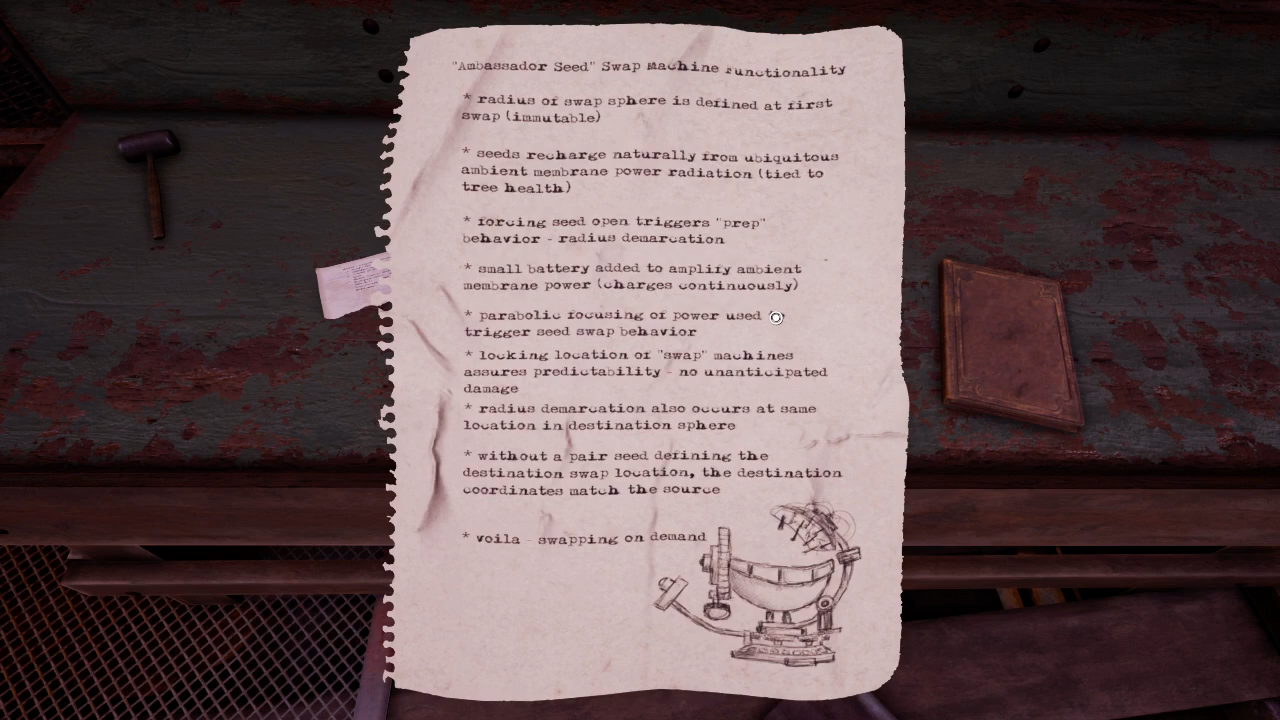 "Ambassador Seed" Swap Machine Functionality
* radius of swap sphere is defined at first
swap (immutable)
* seeds recharge naturally from ubiquitous
ambient membrane power radiation (tied to
tree health)
* forcing seed open triggers "prep"
behavior - radius demarcation
* small battery added to amplify ambient
membrane power (charges continuously)
* parabolic focusing of power used
trigger seed swap behavior
* locking location of "swap" machines
assures predictability - no unanticipated
damage
* radius demarcation also occurs at same
location in destination sphere
* without a pair seed defining the
destination swap location, the destination
coordinates match the source
* voila - swapping on demand